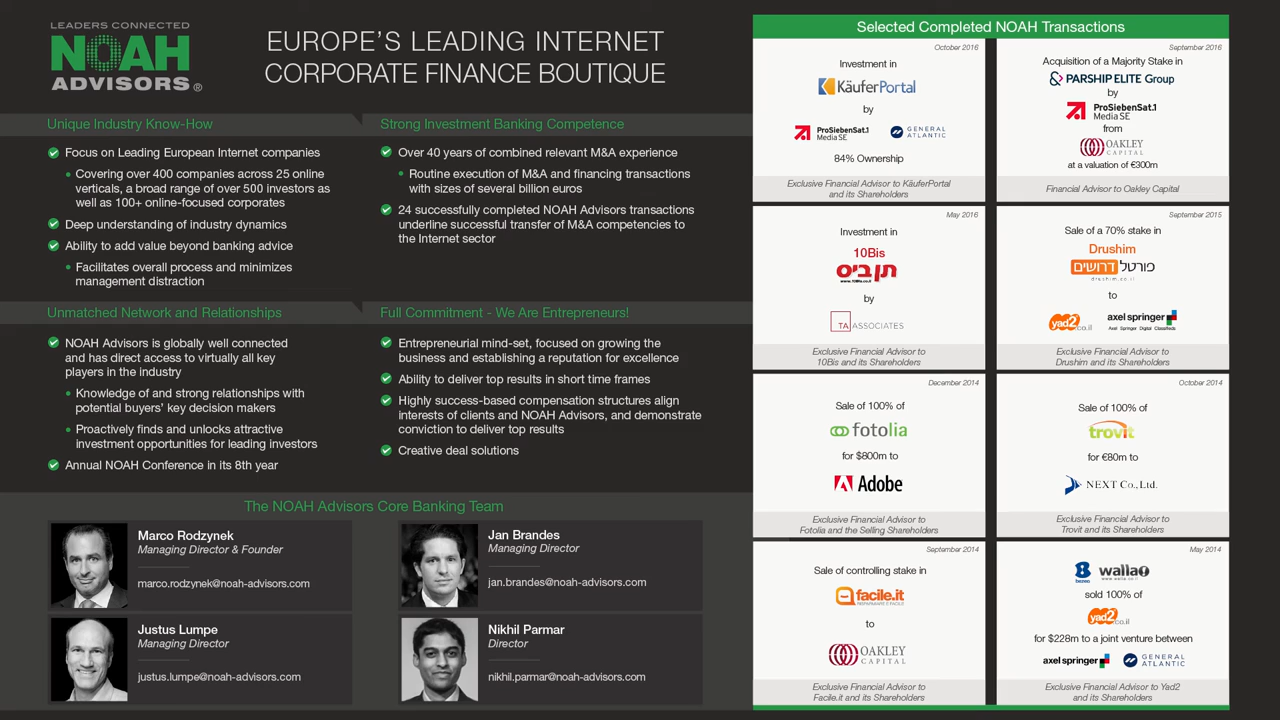 LEADERS CONNECTED
NOAH
ADVISORS ®
EUROPE'S LEADING INTERNET
CORPORATE FINANCE BOUTIQUE
Unique Industry Know-How
Focus on Leading European Internet companies
Covering over 400 companies across 25 online
verticals, a broad range of over 500 investors as
well as 100+ online-focused corporates
Deep understanding of industry dynamics
Ability to add value beyond banking advice
Facilitates overall process and minimizes
management distraction
Strong Investment Banking Competence
Over 40 years of combined relevant M&A experience
Routine execution of M&A and financing transactions
with sizes of several billion euros
24 successfully completed NOAH Advisors transactions
underline successful transfer of M&A competencies to
the Internet sector
Unmatched Network and Relationships
NOAH Advisors is globally well connected
and has direct access to virtually all key
players in the industry
Knowledge of and strong relationships with
potential buyers' key decision makers
Proactively finds and unlocks attractive
investment opportunities for leading investors
Annual NOAH Conference in its 8th year
Full Commitment - We Are Entrepreneurs!
Entrepreneurial mind-set, focused on growing the
business and establishing a reputation for excellence
Ability to deliver top results in short time frames
Highly success-based compensation structures align
interests of clients and NOAH Advisors, and demonstrate
conviction to deliver top results
Creative deal solutions
The NOAH Advisors Core Banking Team
Marco Rodzynek
Managing Director & Founder
marco.rodzynek@noah-advisors.com
Jan Brandes
Managing Director
jan.brandes@noah-advisors.com
Justus Lumpe
Managing Director
justus.lumpe@noah-advisors.com
Nikhil Parmar
Director
nikhil.parmar@noah-advisors.com
Selected Completed NOAH Transactions
October 2016
Investment in
KäuferPortal
by
ProSiebenSat.1
Media SE
GENERAL
ATLANTIC
84% Ownership
Exclusive Financial Advisor to KäuferPortal
and its Shareholders
September 2016
Acquisition of a Majority Stake in
PARSHIP ELITE Group
by
ProSiebenSat.1
Media SE
from
OAKLEY
CAPITAL
at a valuation of €300m
Financial Advisor to Oakley Capital
May 2016
Investment in
10Bis
תן ביס
www.10Bis.co.il
by
TA ASSOCIATES
Exclusive Financial Advisor to
10Bis and its Shareholders
September 2015
Sale of a 70% stake in
Drushim
פורטל דרושים
drushim.co.il
to
yad2.co.il
axel springer
Axel Springer Digital Classifieds
Exclusive Financial Advisor to
Drushim and its Shareholders
December 2014
Sale of 100% of
fotolia
for $800m to
Adobe
Exclusive Financial Advisor to
Fotolia and the Selling Shareholders
October 2014
Sale of 100% of
trovit
for €80m to
NEXT Co., Ltd.
Exclusive Financial Advisor to
Trovit and its Shareholders
September 2014
Sale of controlling stake in
facile.it
RISPARMIARE È FACILE
to
OAKLEY
CAPITAL
Exclusive Financial Advisor to
Facile.it and its Shareholders
May 2014
walla!
www.walla.co.il
sold 100% of
yad2.co.il
for $228m to a joint venture between
axel springer
GENERAL
ATLANTIC
Exclusive Financial Advisor to Yad2
and its Shareholders